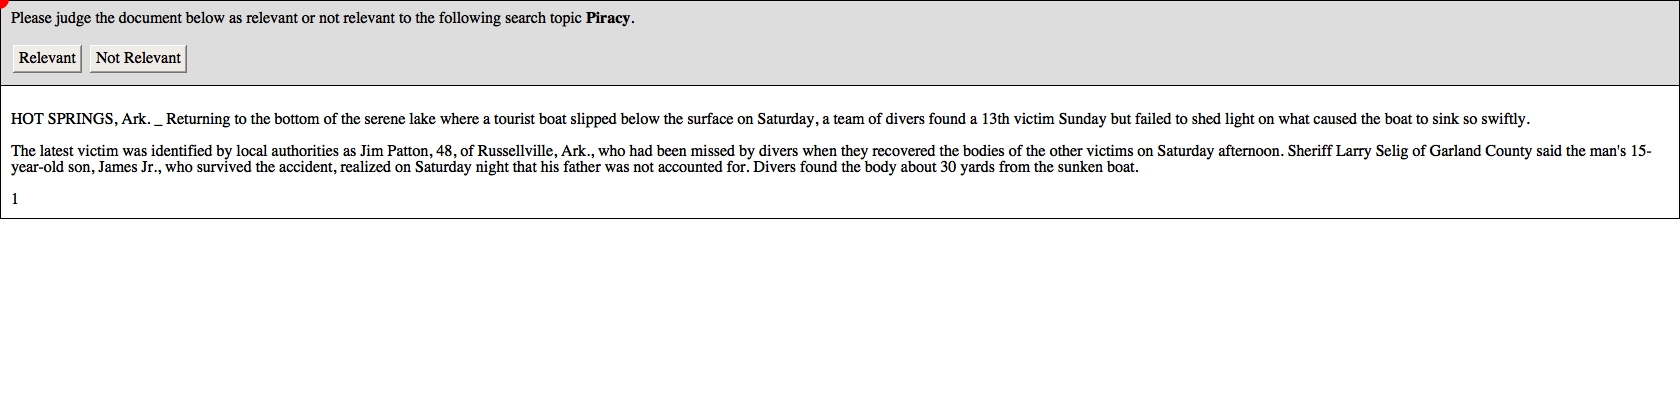 Please judge the document below as relevant or not relevant to the following search topic Piracy.
Relevant Not Relevant
HOT SPRINGS, Ark. _ Returning to the bottom of the serene lake where a tourist boat slipped below the surface on Saturday, a team of divers found a 13th victim Sunday but failed to shed light on what caused the boat to sink so swiftly.
The latest victim was identified by local authorities as Jim Patton, 48, of Russellville, Ark., who had been missed by divers when they recovered the bodies of the other victims on Saturday afternoon. Sheriff Larry Selig of Garland County said the man's 15-
year-old son, James Jr., who survived the accident, realized on Saturday night that his father was not accounted for. Divers found the body about 30 yards from the sunken boat.
1